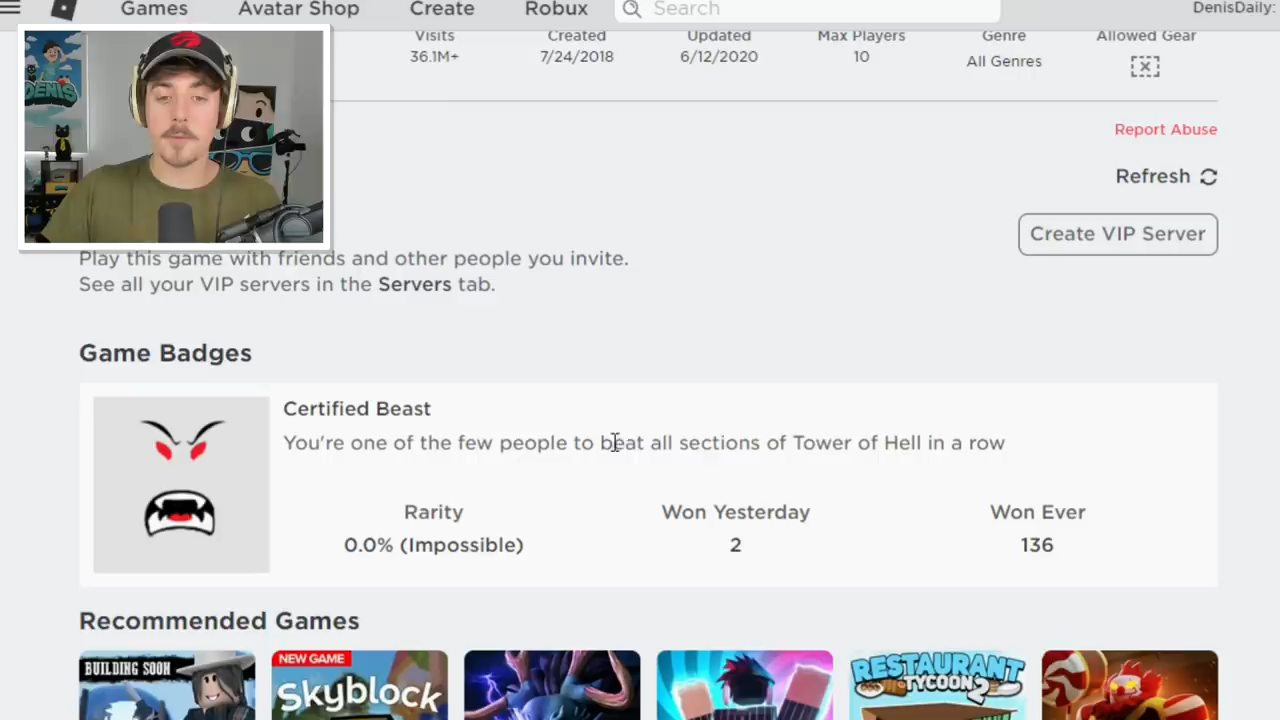 Games Avatar Shop Create Robux Search DenisDaily:
Visits Created Updated Max Players Genre Allowed Gear
36.1M+ 7/24/2018 6/12/2020 10 All Genres
DENIS
Report Abuse
Refresh
Create VIP Server
Play this game with friends and other people you invite.
See all your VIP servers in the Servers tab.
Game Badges
Certified Beast
You're one of the few people to beat all sections of Tower of Hell in a row
Rarity Won Yesterday Won Ever
0.0% (Impossible) 2 136
Recommended Games
BUILDING SOON
NEW GAME
Skyblock
RESTAURANT
TYCOON 2